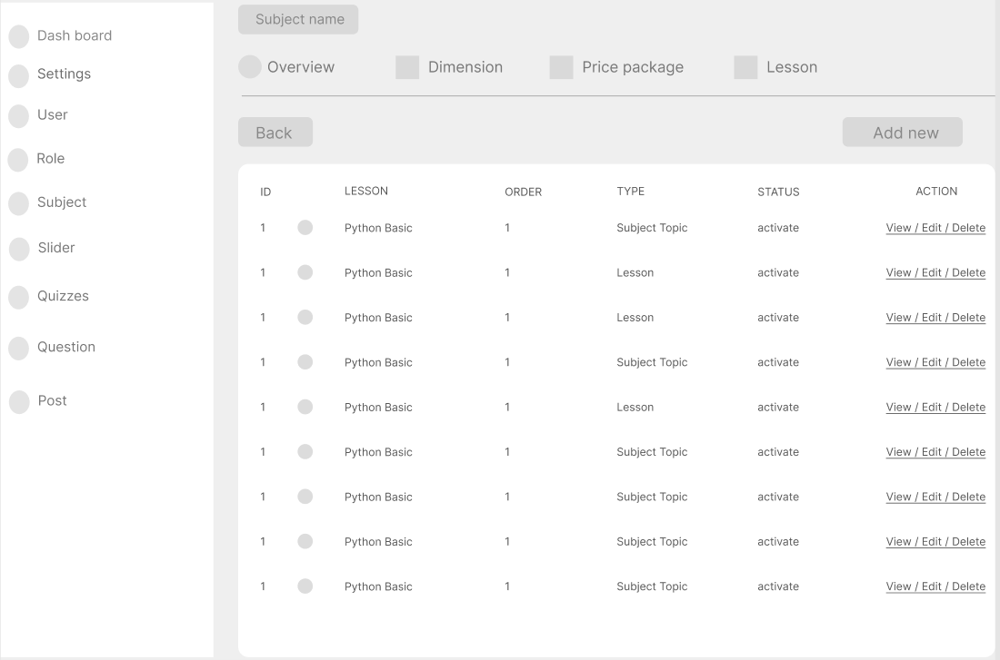 Dash board
Settings
User
Role
Subject
Slider
Quizzes
Question
Post
Subject name
Overview Dimension Price package Lesson
Back Add new
ID LESSON ORDER TYPE STATUS ACTION
1 Python Basic 1 Subject Topic activate View / Edit / Delete
1 Python Basic 1 Lesson activate View / Edit / Delete
1 Python Basic 1 Lesson activate View / Edit / Delete
1 Python Basic 1 Subject Topic activate View / Edit / Delete
1 Python Basic 1 Lesson activate View / Edit / Delete
1 Python Basic 1 Subject Topic activate View / Edit / Delete
1 Python Basic 1 Subject Topic activate View / Edit / Delete
1 Python Basic 1 Subject Topic activate View / Edit / Delete
1 Python Basic 1 Subject Topic activate View / Edit / Delete